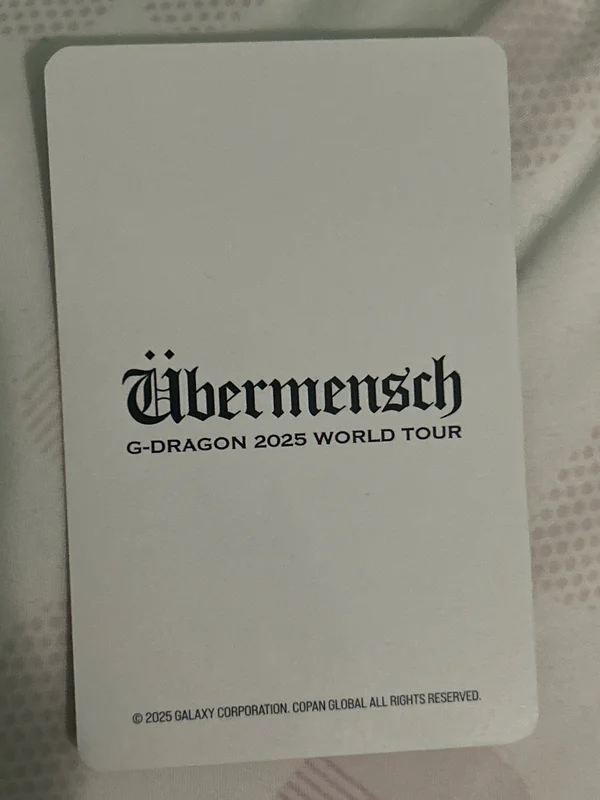 Übermensch
G-DRAGON 2025 WORLD TOUR
© 2025 GALAXY CORPORATION. COPAN GLOBAL ALL RIGHTS RESERVED.